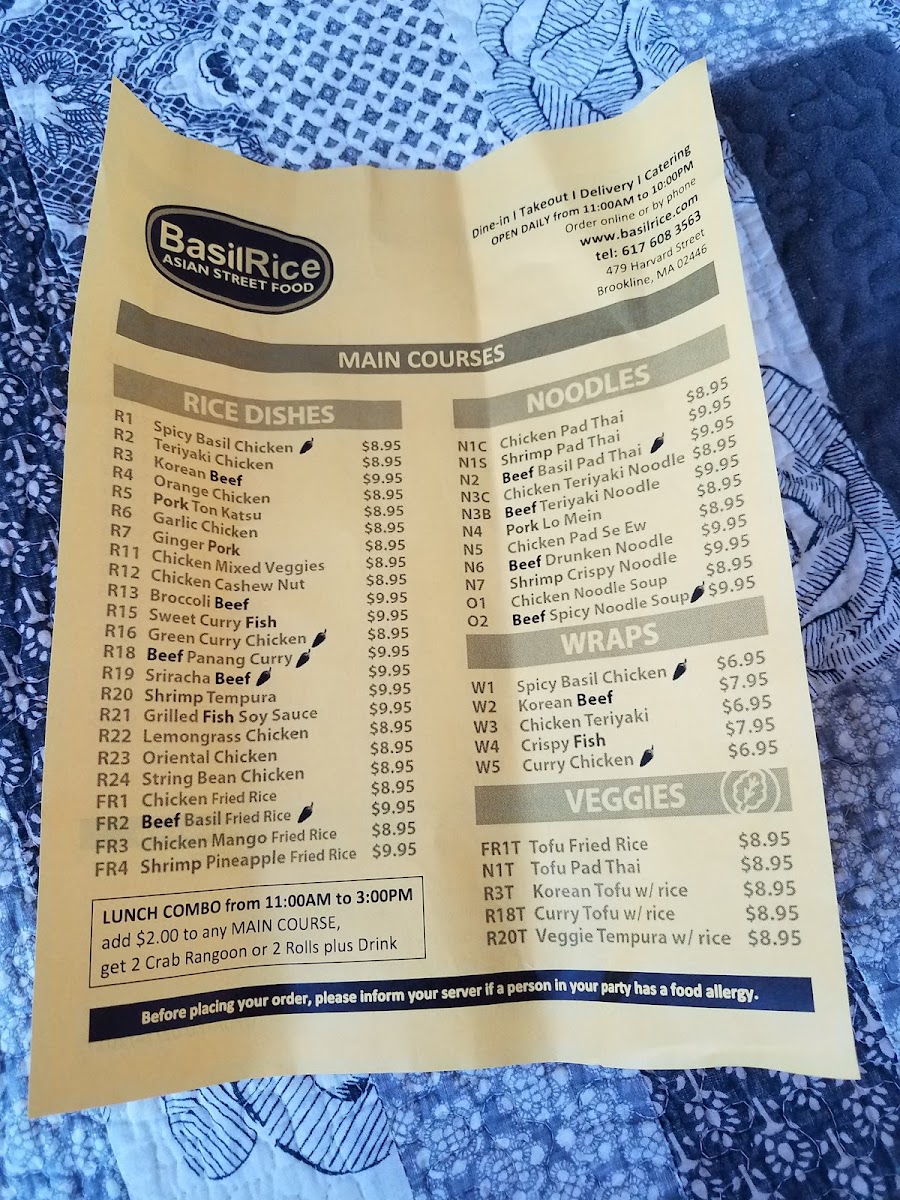 BasilRice
ASIAN STREET FOOD
Dine-in | Takeout | Delivery | Catering
OPEN DAILY from 11:00AM to 10:00PM
Order online or by phone
www.basilrice.com
tel: 617 608 3563
479 Harvard Street
Brookline, MA 02446
MAIN COURSES
RICE DISHES
R1 Spicy Basil Chicken $8.95
R2 Teriyaki Chicken $8.95
R3 Korean Beef $9.95
R4 Orange Chicken $8.95
R5 Pork Ton Katsu $8.95
R6 Garlic Chicken $8.95
R7 Ginger Pork $8.95
R11 Chicken Mixed Veggies $8.95
R12 Chicken Cashew Nut $8.95
R13 Broccoli Beef $9.95
R15 Sweet Curry Fish $9.95
R16 Green Curry Chicken $8.95
R18 Beef Panang Curry $9.95
R19 Sriracha Beef $9.95
R20 Shrimp Tempura $9.95
R21 Grilled Fish Soy Sauce $9.95
R22 Lemongrass Chicken $8.95
R23 Oriental Chicken $8.95
R24 String Bean Chicken $8.95
FR1 Chicken Fried Rice $8.95
FR2 Beef Basil Fried Rice $9.95
FR3 Chicken Mango Fried Rice $8.95
FR4 Shrimp Pineapple Fried Rice $9.95
LUNCH COMBO from 11:00AM to 3:00PM
add $2.00 to any MAIN COURSE,
get 2 Crab Rangoon or 2 Rolls plus Drink
NOODLES
N1C Chicken Pad Thai $8.95
N1S Shrimp Pad Thai $9.95
N2 Beef Basil Pad Thai $9.95
N3C Chicken Teriyaki Noodle $8.95
N3B Beef Teriyaki Noodle $9.95
N4 Pork Lo Mein $8.95
N5 Chicken Pad Se Ew $8.95
N6 Beef Drunken Noodle $9.95
N7 Shrimp Crispy Noodle $9.95
O1 Chicken Noodle Soup $8.95
O2 Beef Spicy Noodle Soup $9.95
WRAPS
W1 Spicy Basil Chicken $6.95
W2 Korean Beef $7.95
W3 Chicken Teriyaki $6.95
W4 Crispy Fish $7.95
W5 Curry Chicken $6.95
VEGGIES
FR1T Tofu Fried Rice $8.95
N1T Tofu Pad Thai $8.95
R3T Korean Tofu w/ rice $8.95
R18T Curry Tofu w/ rice $8.95
R20T Veggie Tempura w/ rice $8.95
Before placing your order, please inform your server if a person in your party has a food allergy.